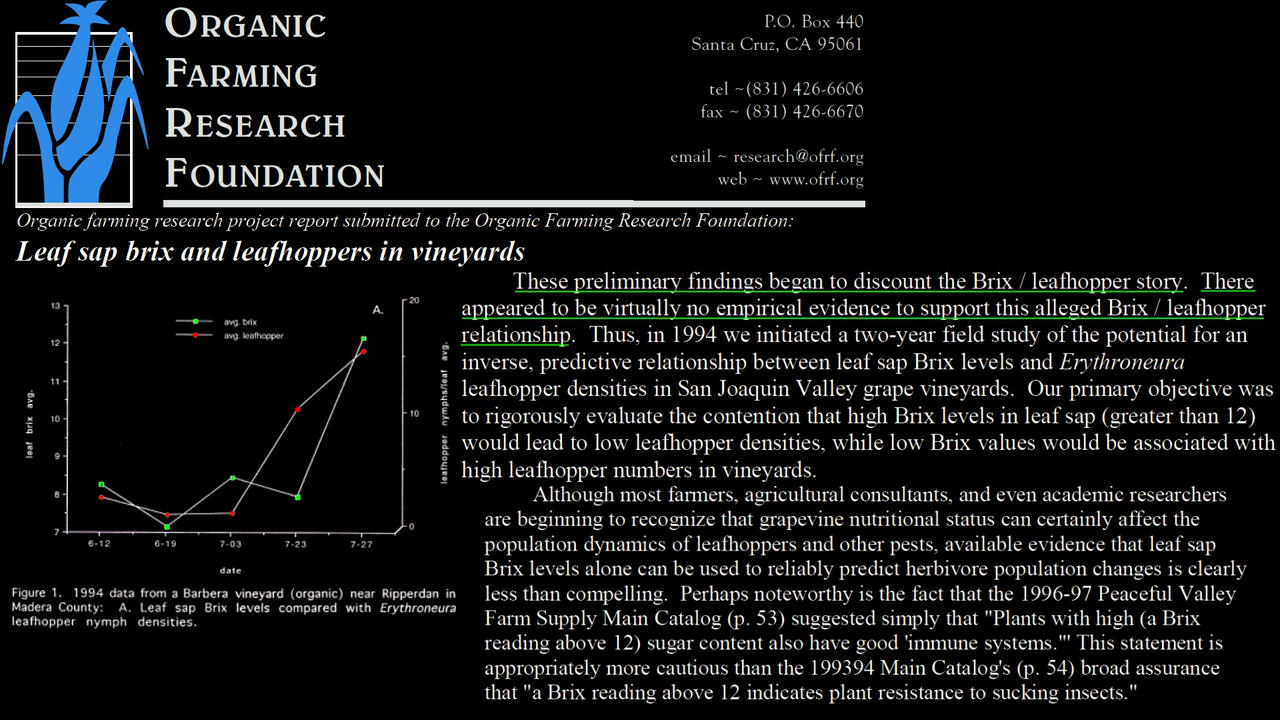 ORGANIC
FARMING
RESEARCH
FOUNDATION
P.O. Box 440
Santa Cruz, CA 95061
tel ~(831) 426-6606
fax ~ (831) 426-6670
email ~ research@ofrf.org
web ~ www.ofrf.org
Organic farming research project report submitted to the Organic Farming Research Foundation:
Leaf sap brix and leafhoppers in vineyards
A.
avg. brix
avg. leafhopper
leaf brix avg.
13
12
11
10
9
8
7
20
10
0
leafhopper nymphs/leaf avg.
6-12 6-19 7-03 7-23 7-27
date
Figure 1. 1994 data from a Barbera vineyard (organic) near Ripperdan in
Madera County: A. Leaf sap Brix levels compared with Erythroneura
leafhopper nymph densities.
These preliminary findings began to discount the Brix / leafhopper story. There
appeared to be virtually no empirical evidence to support this alleged Brix / leafhopper
relationship. Thus, in 1994 we initiated a two-year field study of the potential for an
inverse, predictive relationship between leaf sap Brix levels and Erythroneura
leafhopper densities in San Joaquin Valley grape vineyards. Our primary objective was
to rigorously evaluate the contention that high Brix levels in leaf sap (greater than 12)
would lead to low leafhopper densities, while low Brix values would be associated with
high leafhopper numbers in vineyards.
Although most farmers, agricultural consultants, and even academic researchers
are beginning to recognize that grapevine nutritional status can certainly affect the
population dynamics of leafhoppers and other pests, available evidence that leaf sap
Brix levels alone can be used to reliably predict herbivore population changes is clearly
less than compelling. Perhaps noteworthy is the fact that the 1996-97 Peaceful Valley
Farm Supply Main Catalog (p. 53) suggested simply that "Plants with high (a Brix
reading above 12) sugar content also have good 'immune systems.'" This statement is
appropriately more cautious than the 199394 Main Catalog's (p. 54) broad assurance
that "a Brix reading above 12 indicates plant resistance to sucking insects."